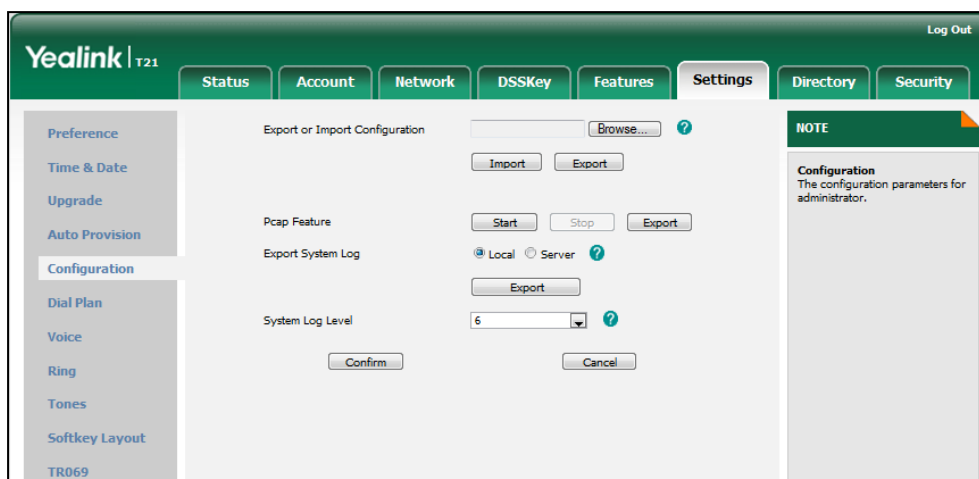 Log Out
Yealink | T21
Status Account Network DSSKey Features Settings Directory Security
Preference
Time & Date
Upgrade
Auto Provision
Configuration
Dial Plan
Voice
Ring
Tones
Softkey Layout
TR069
Export or Import Configuration Browse... ?
Import Export
Pcap Feature Start Stop Export
Export System Log Local Server ?
Export
System Log Level 6 ?
Confirm Cancel
NOTE
Configuration
The configuration parameters for
administrator.